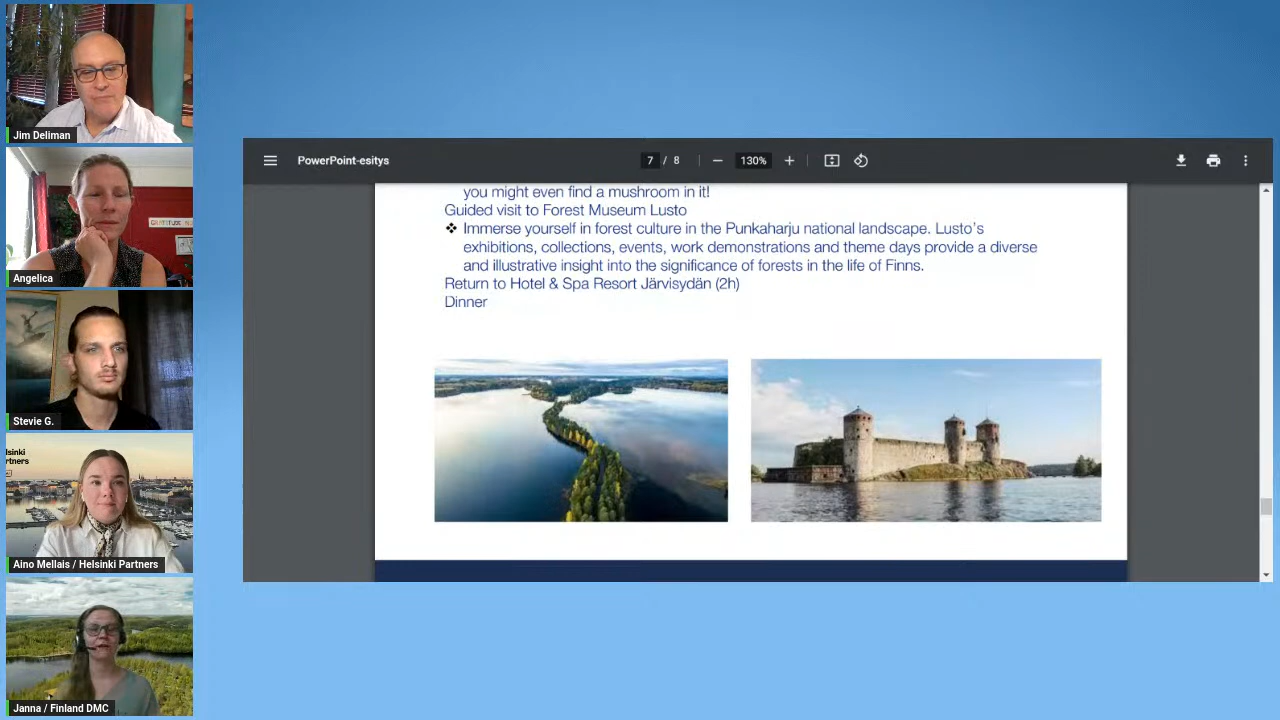 Jim Deliman
Angelica
Stevie G.
Aino Mellais / Helsinki Partners
Janna / Finland DMC
PowerPoint-esitys
7 / 8
130%
you might even find a mushroom in it!
Guided visit to Forest Museum Lusto
❖ Immerse yourself in forest culture in the Punkaharju national landscape. Lusto's
exhibitions, collections, events, work demonstrations and theme days provide a diverse
and illustrative insight into the significance of forests in the life of Finns.
Return to Hotel & Spa Resort Järvisydän (2h)
Dinner